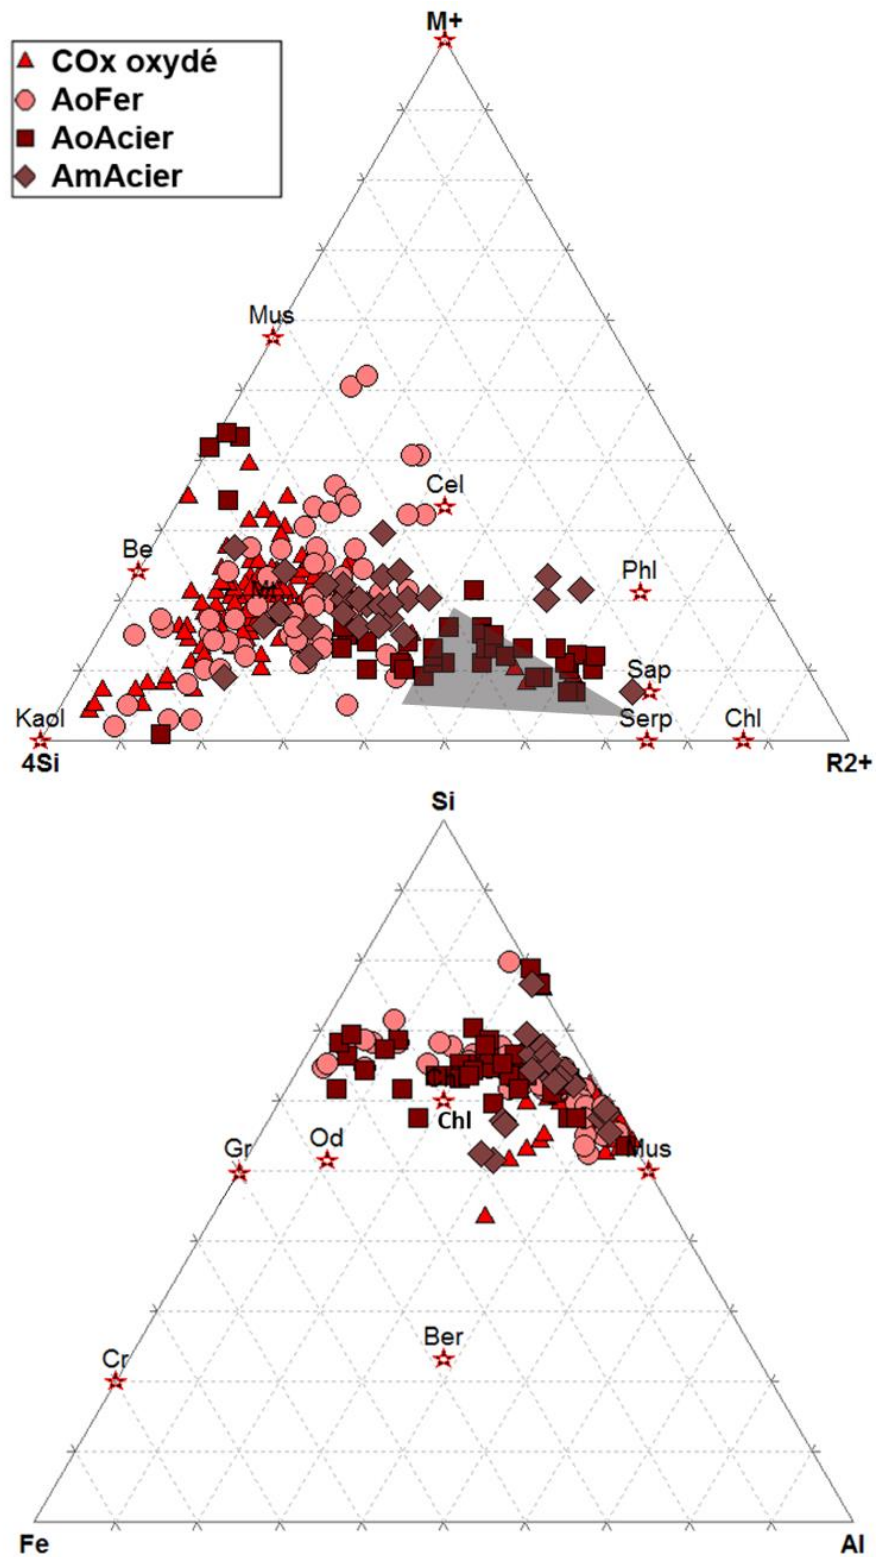 M+
COx oxydé
AoFer
AoAcier
AmAcier
Mus
Cel
Be
Phl
Sap
Kaol
Serp
Chl
4Si
R2+
Si
Chl
Od
Gr
Mus
Ber
Cr
Fe
Al